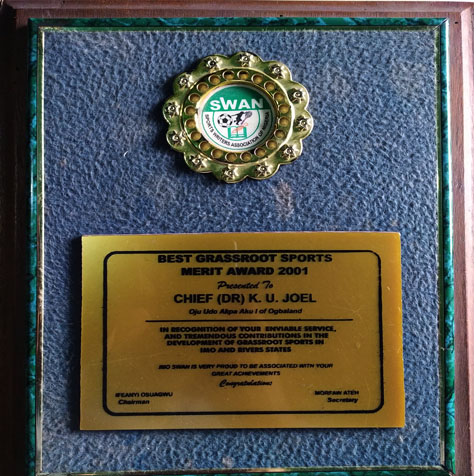 SWAN
SPORTS WRITERS ASSOCIATION OF
BEST GRASSROOT SPORTS
MERIT AWARD 2001
Presented To
CHIEF (DR) K. U. JOEL
Oju Udo Alipa Aku I of Ogbaland
IN RECOGNITION OF YOUR ENVIABLE SERVICE,
AND TREMENDOUS CONTRIBUTIONS IN THE
DEVELOPMENT OF GRASSROOT SPORTS IN
IMO AND RIVERS STATES
IMO SWAN IS VERY PROUD TO BE ASSOCIATED WITH YOUR
GREAT ACHIEVEMENTS
Congratulations
IFEANYI
Chairman
ATEH
Secretary